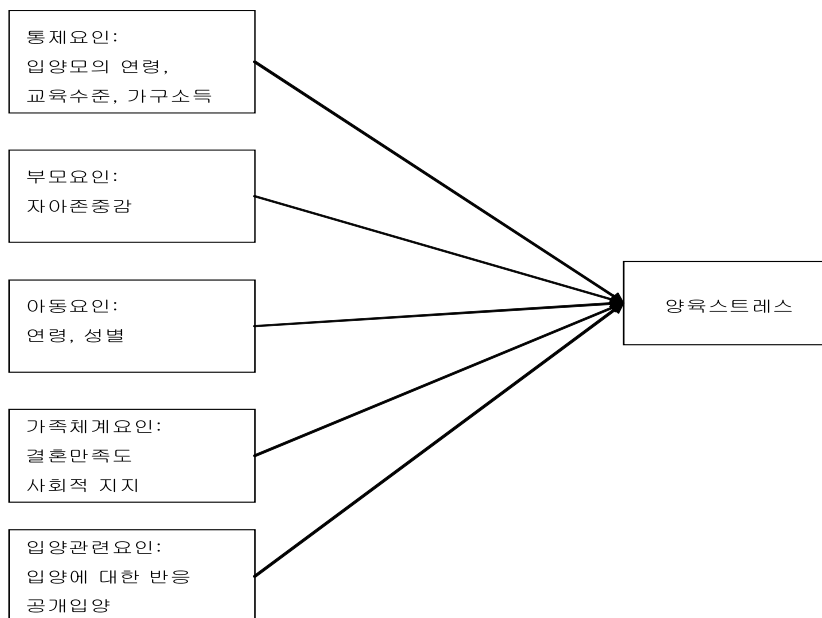 통제요인:
입양모의 연령,
교육수준, 가구소득
부모요인:
자아존중감
아동요인:
연령, 성별
양육스트레스
가족체계요인:
결혼만족도
사회적 지지
입양관련요인:
입양에 대한 반응
공개입양